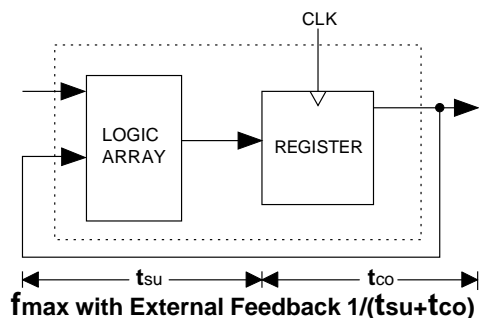 CLK
LOGIC
ARRAY
REGISTER
tsu
tco
fmax with External Feedback 1/(tsu+tco)